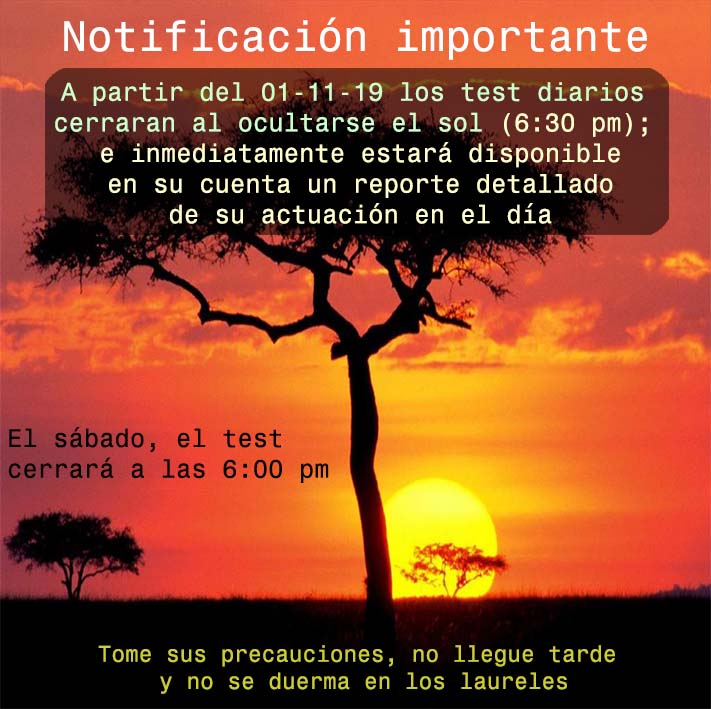 Notificación importante
A partir del 01-11-19 los test diarios
cerraran al ocultarse el sol (6:30 pm);
e inmediatamente estará disponible
en su cuenta un reporte detallado
de su actuación en el día
El sábado, el test
cerrará a las 6:00 pm
Tome sus precauciones, no llegue tarde
y no se duerma en los laureles